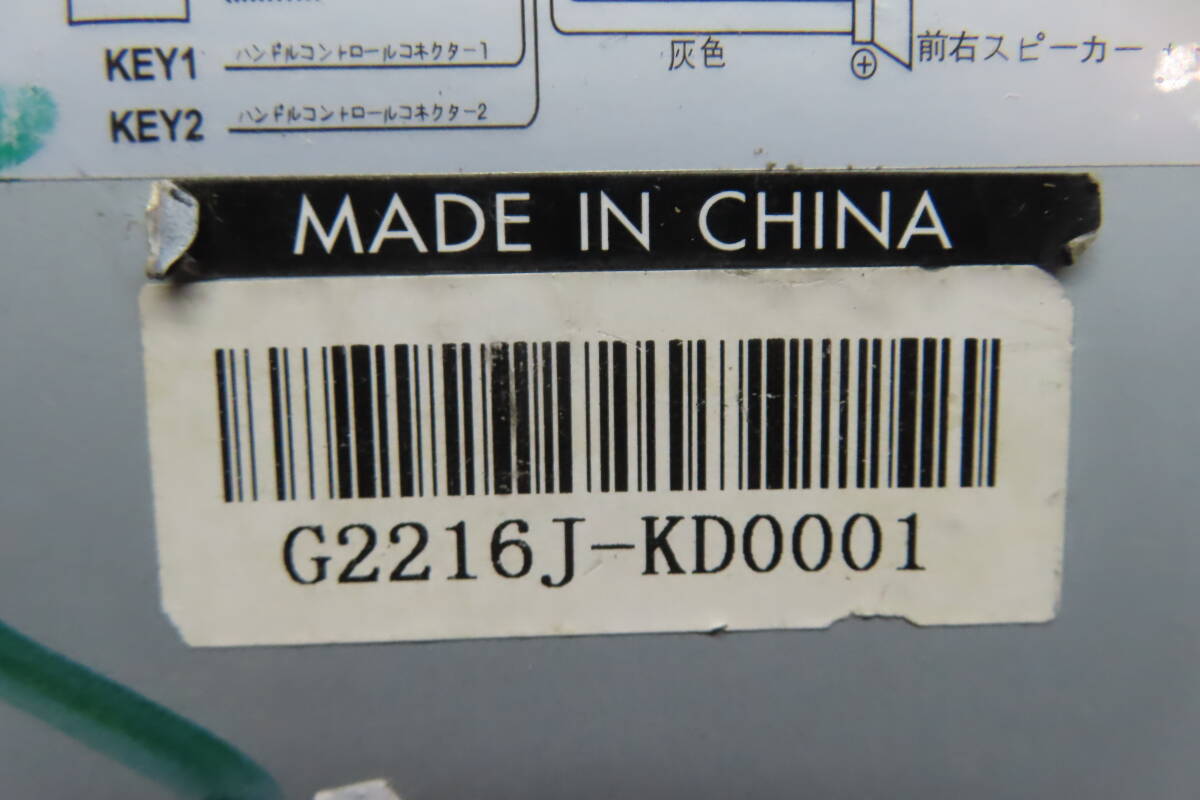 KEY1 ハンドルコントロールコネクター1
KEY2 ハンドルコントロールコネクター2
灰色
前右スピーカー
MADE IN CHINA
G2216J-KD0001